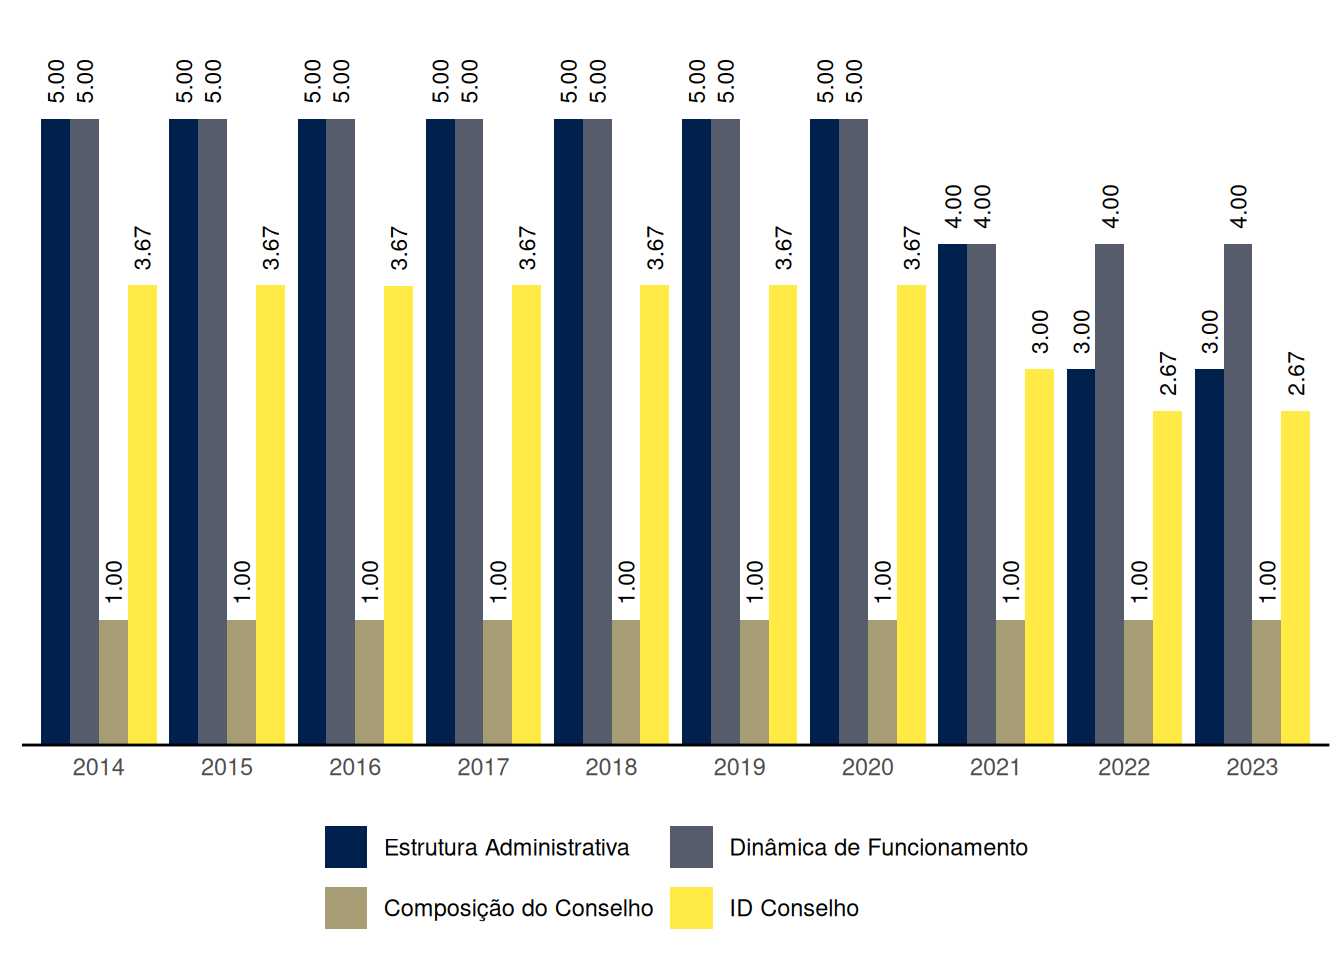 5.00 5.00 5.00 5.00 5.00 5.00 5.00 5.00 5.00 5.00 5.00 5.00 5.00 5.00
4.00 4.00 4.00 4.00
3.67 3.67 3.67 3.67 3.67 3.67 3.67
3.00 3.00 3.00
2.67 2.67
1.00 1.00 1.00 1.00 1.00 1.00 1.00 1.00 1.00 1.00
2014 2015 2016 2017 2018 2019 2020 2021 2022 2023
Estrutura Administrativa Dinâmica de Funcionamento
Composição do Conselho ID Conselho